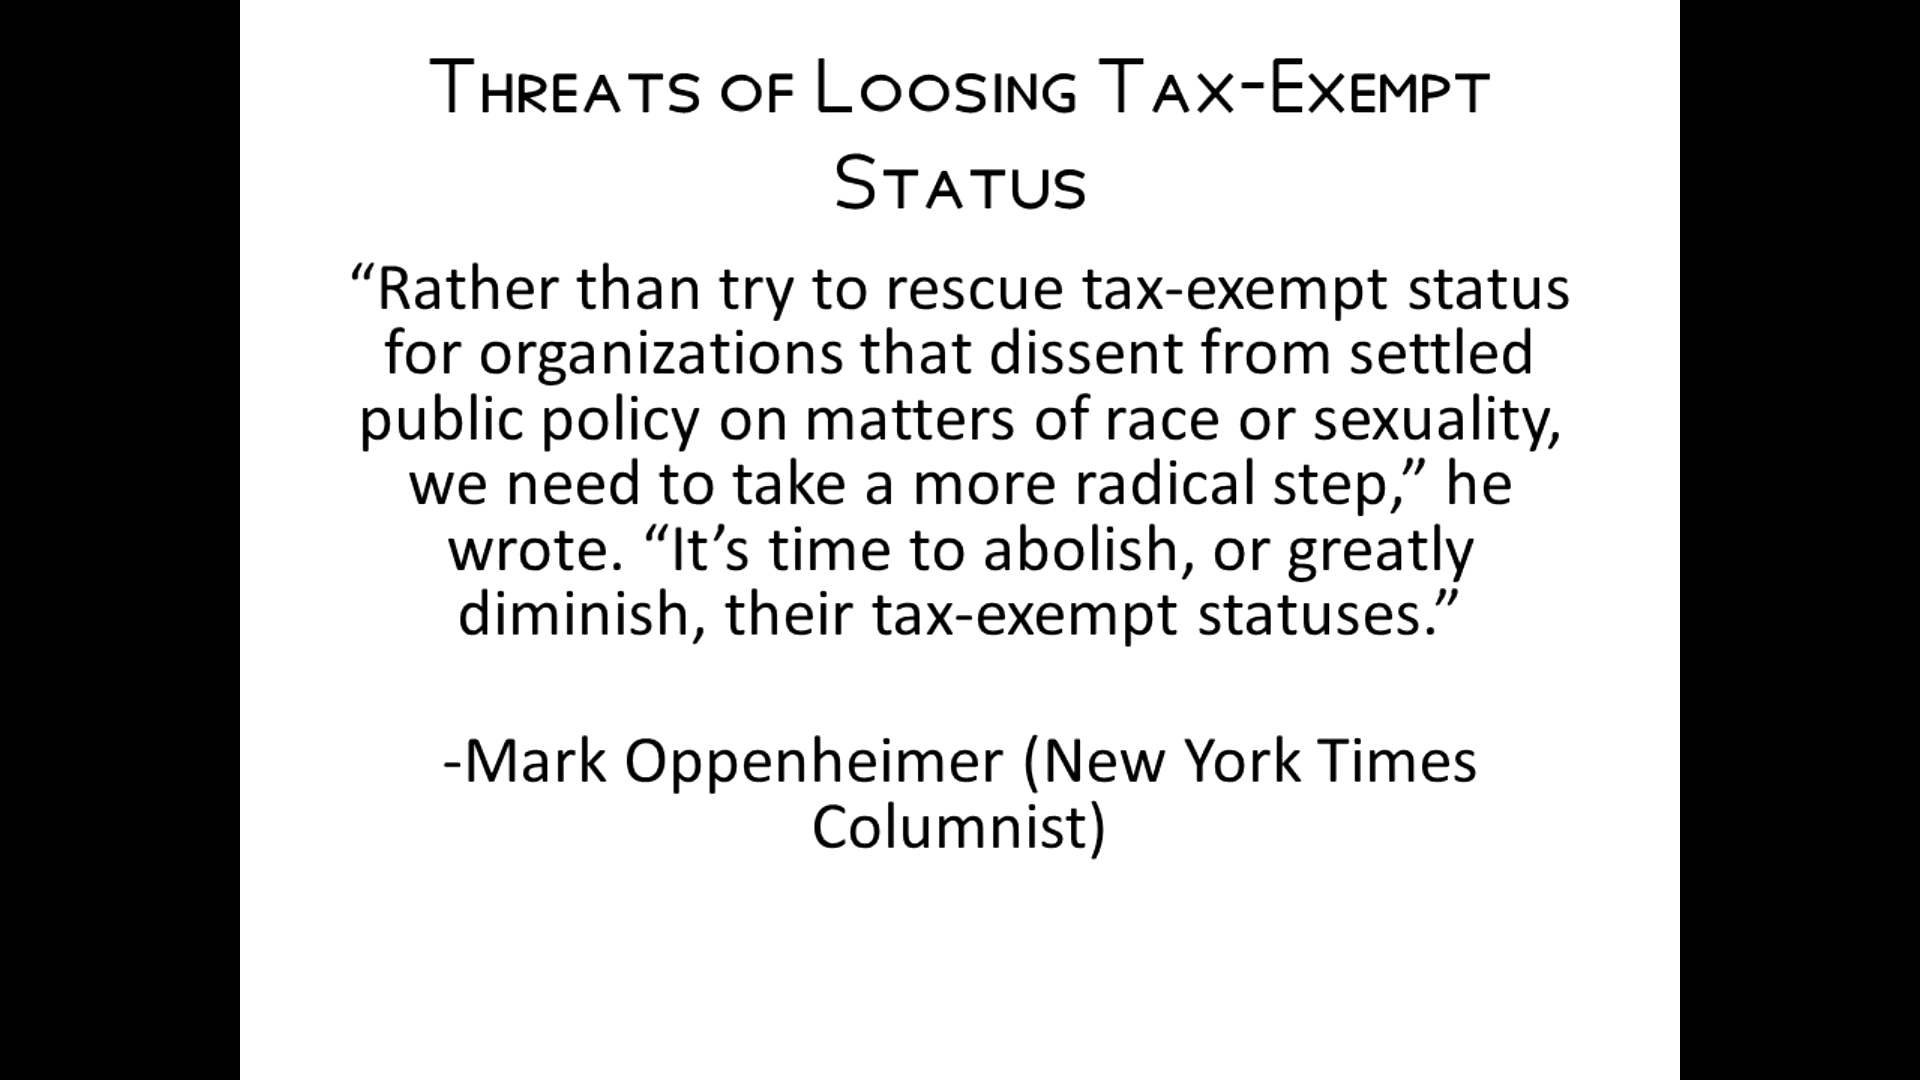 Threats of Loosing Tax-Exempt
Status
“Rather than try to rescue tax-exempt status
for organizations that dissent from settled
public policy on matters of race or sexuality,
we need to take a more radical step,” he
wrote. “It’s time to abolish, or greatly
diminish, their tax-exempt statuses.”
-Mark Oppenheimer (New York Times
Columnist)